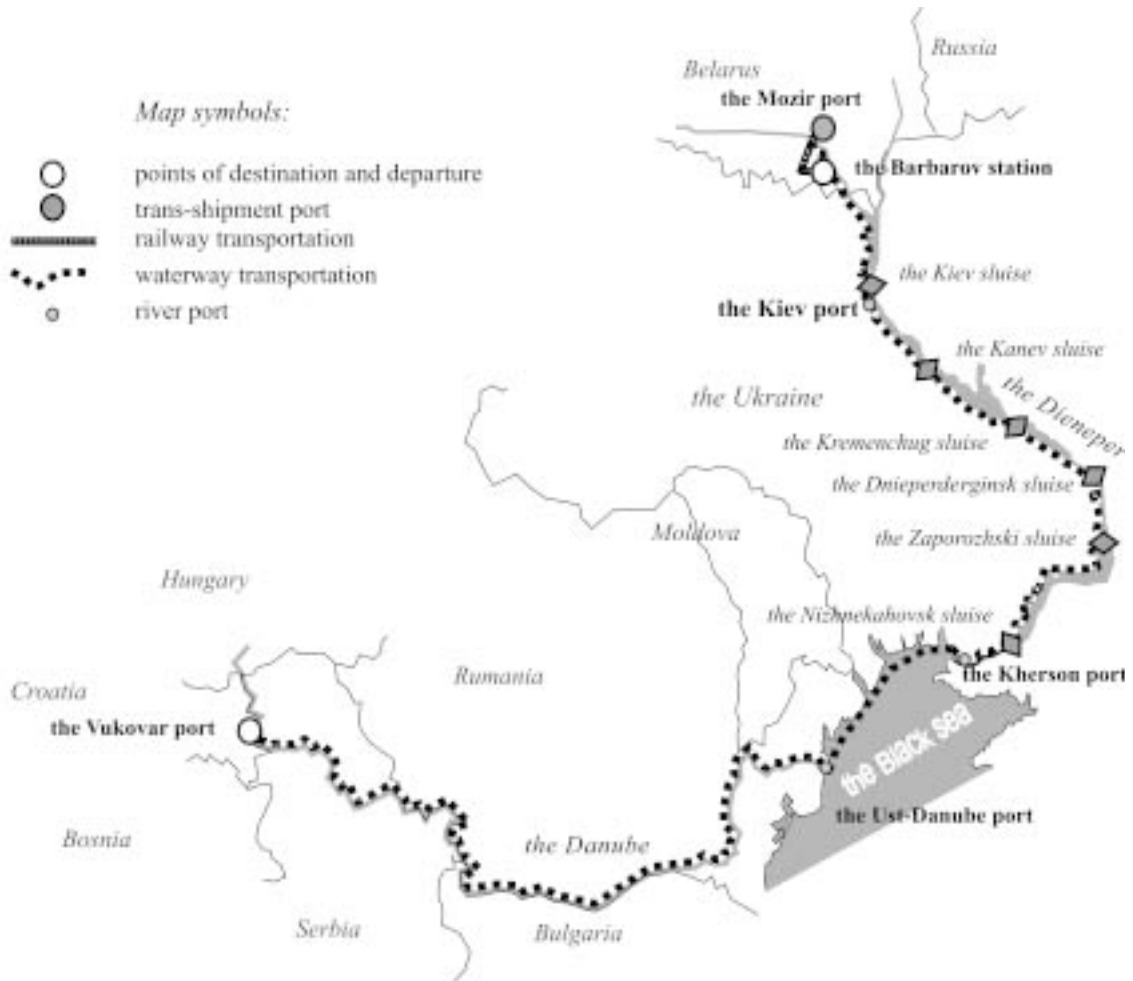 Russia
Belarus
the Mozir port
Map symbols:
the Barbarov station
points of destination and departure
trans-shipment port
railway transportation
waterway transportation
river port
the Kiev sluise
the Kiev port
the Kanev sluise
the Dieneper
the Ukraine
the Kremenchug sluise
the Dnieperderginsk sluise
Moldova
the Zaporozhski sluise
Hungary
the Nizhnekahovsk sluise
Rumania
the Kherson port
Croatia
the Vukovar port
the Black sea
the Ust-Danube port
Bosnia
the Danube
Serbia
Bulgaria